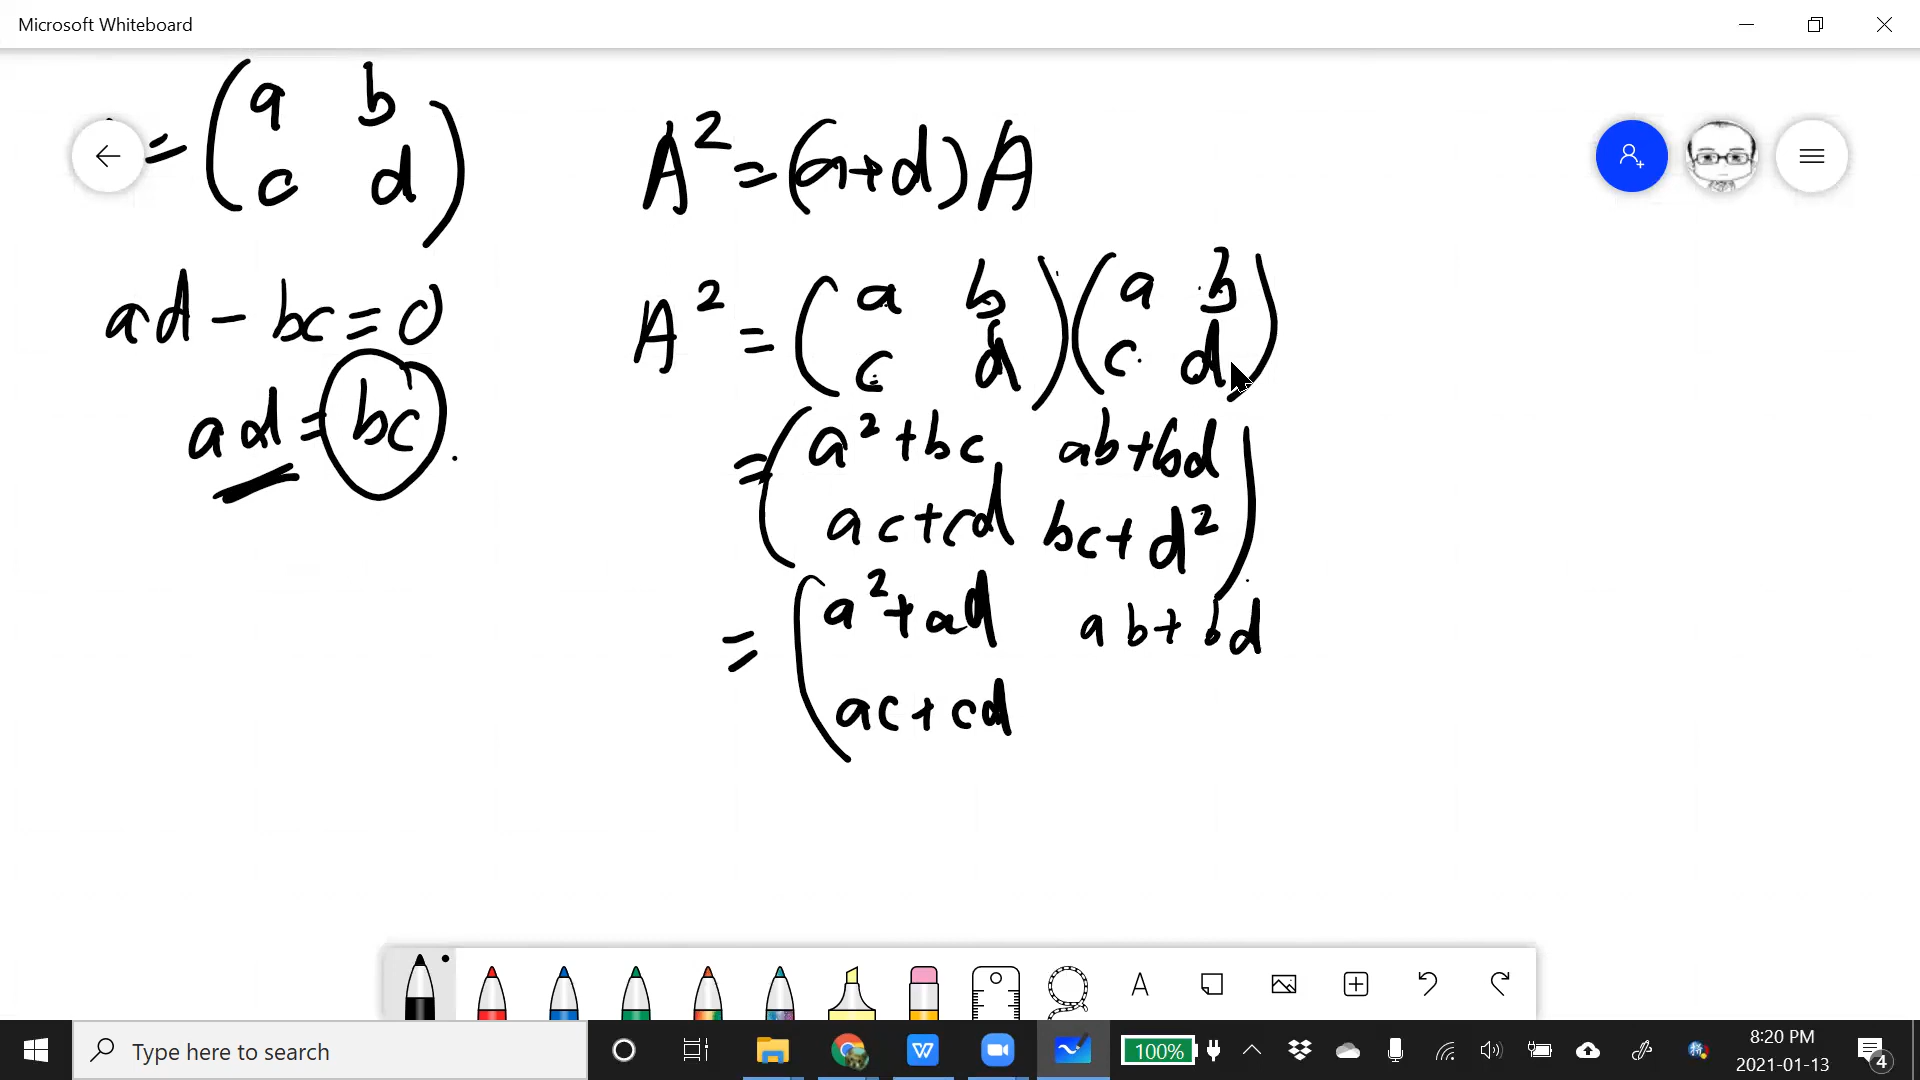 Microsoft Whiteboard
= (a b
c d)
ad - bc = 0
ad = bc.
A² = (a+d)A
A² = (a b
c d)(a b
c d)
= (a²+bc ab+bd
ac+cd bc+d²)
= (a²+ad ab+bd
ac+cd
A
Type here to search
W
100%
8:20 PM
2021-01-13
4